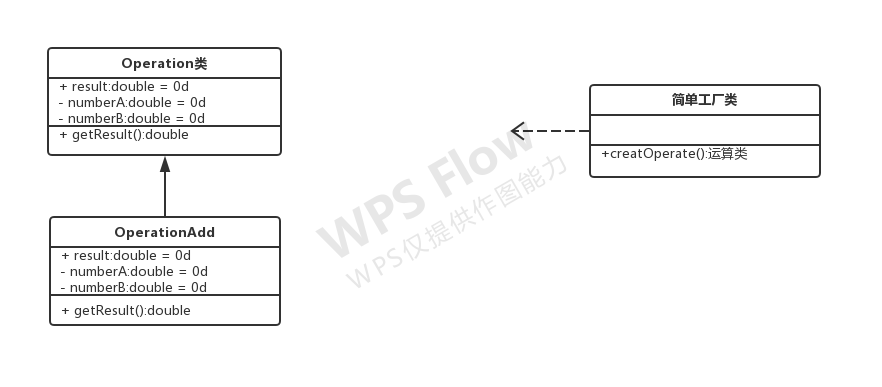 Operation类
+ result:double = 0d
- numberA:double = 0d
- numberB:double = 0d
+ getResult():double
简单工厂类
+creatOperate():运算类
WPS Flow
WPS仅提供作图能力
OperationAdd
+ result:double = 0d
- numberA:double = 0d
- numberB:double = 0d
+ getResult():double